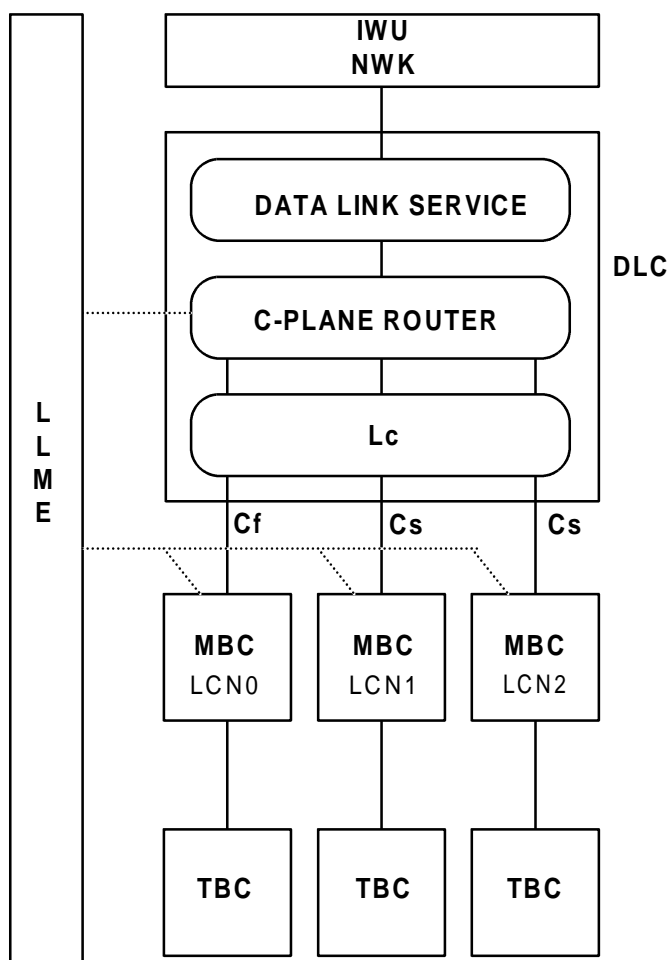 IWU
NWK
DATA LINK SERVICE
DLC
C-PLANE ROUTER
Lc
L
L
M
E
Cf Cs Cs
MBC MBC MBC
LCN0 LCN1 LCN2
TBC TBC TBC